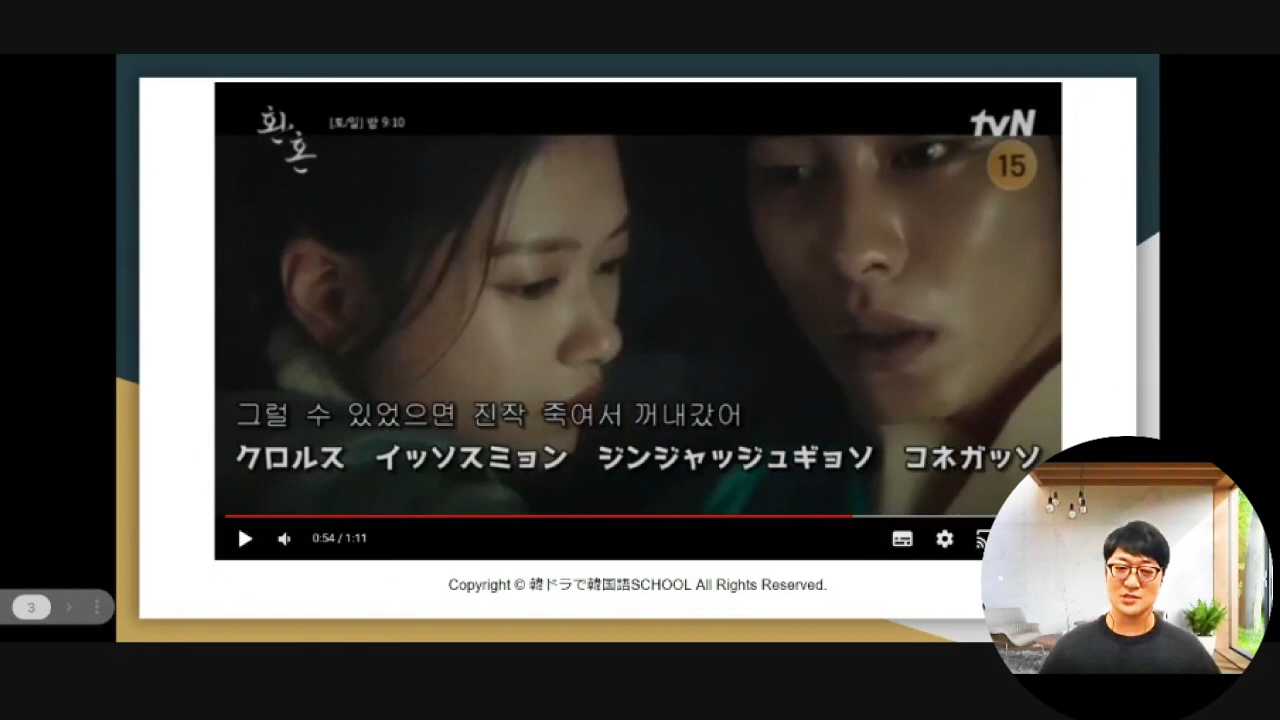 환혼
[토/일] 밤 9:10
tvN
15
그럴 수 있었으면 진작 죽여서 꺼내갔어
クロルス イッソスミョン ジンジャッジュギョソ コネガッソ
0:54 / 1:11
Copyright © 韓ドラで韓国語SCHOOL All Rights Reserved.
3